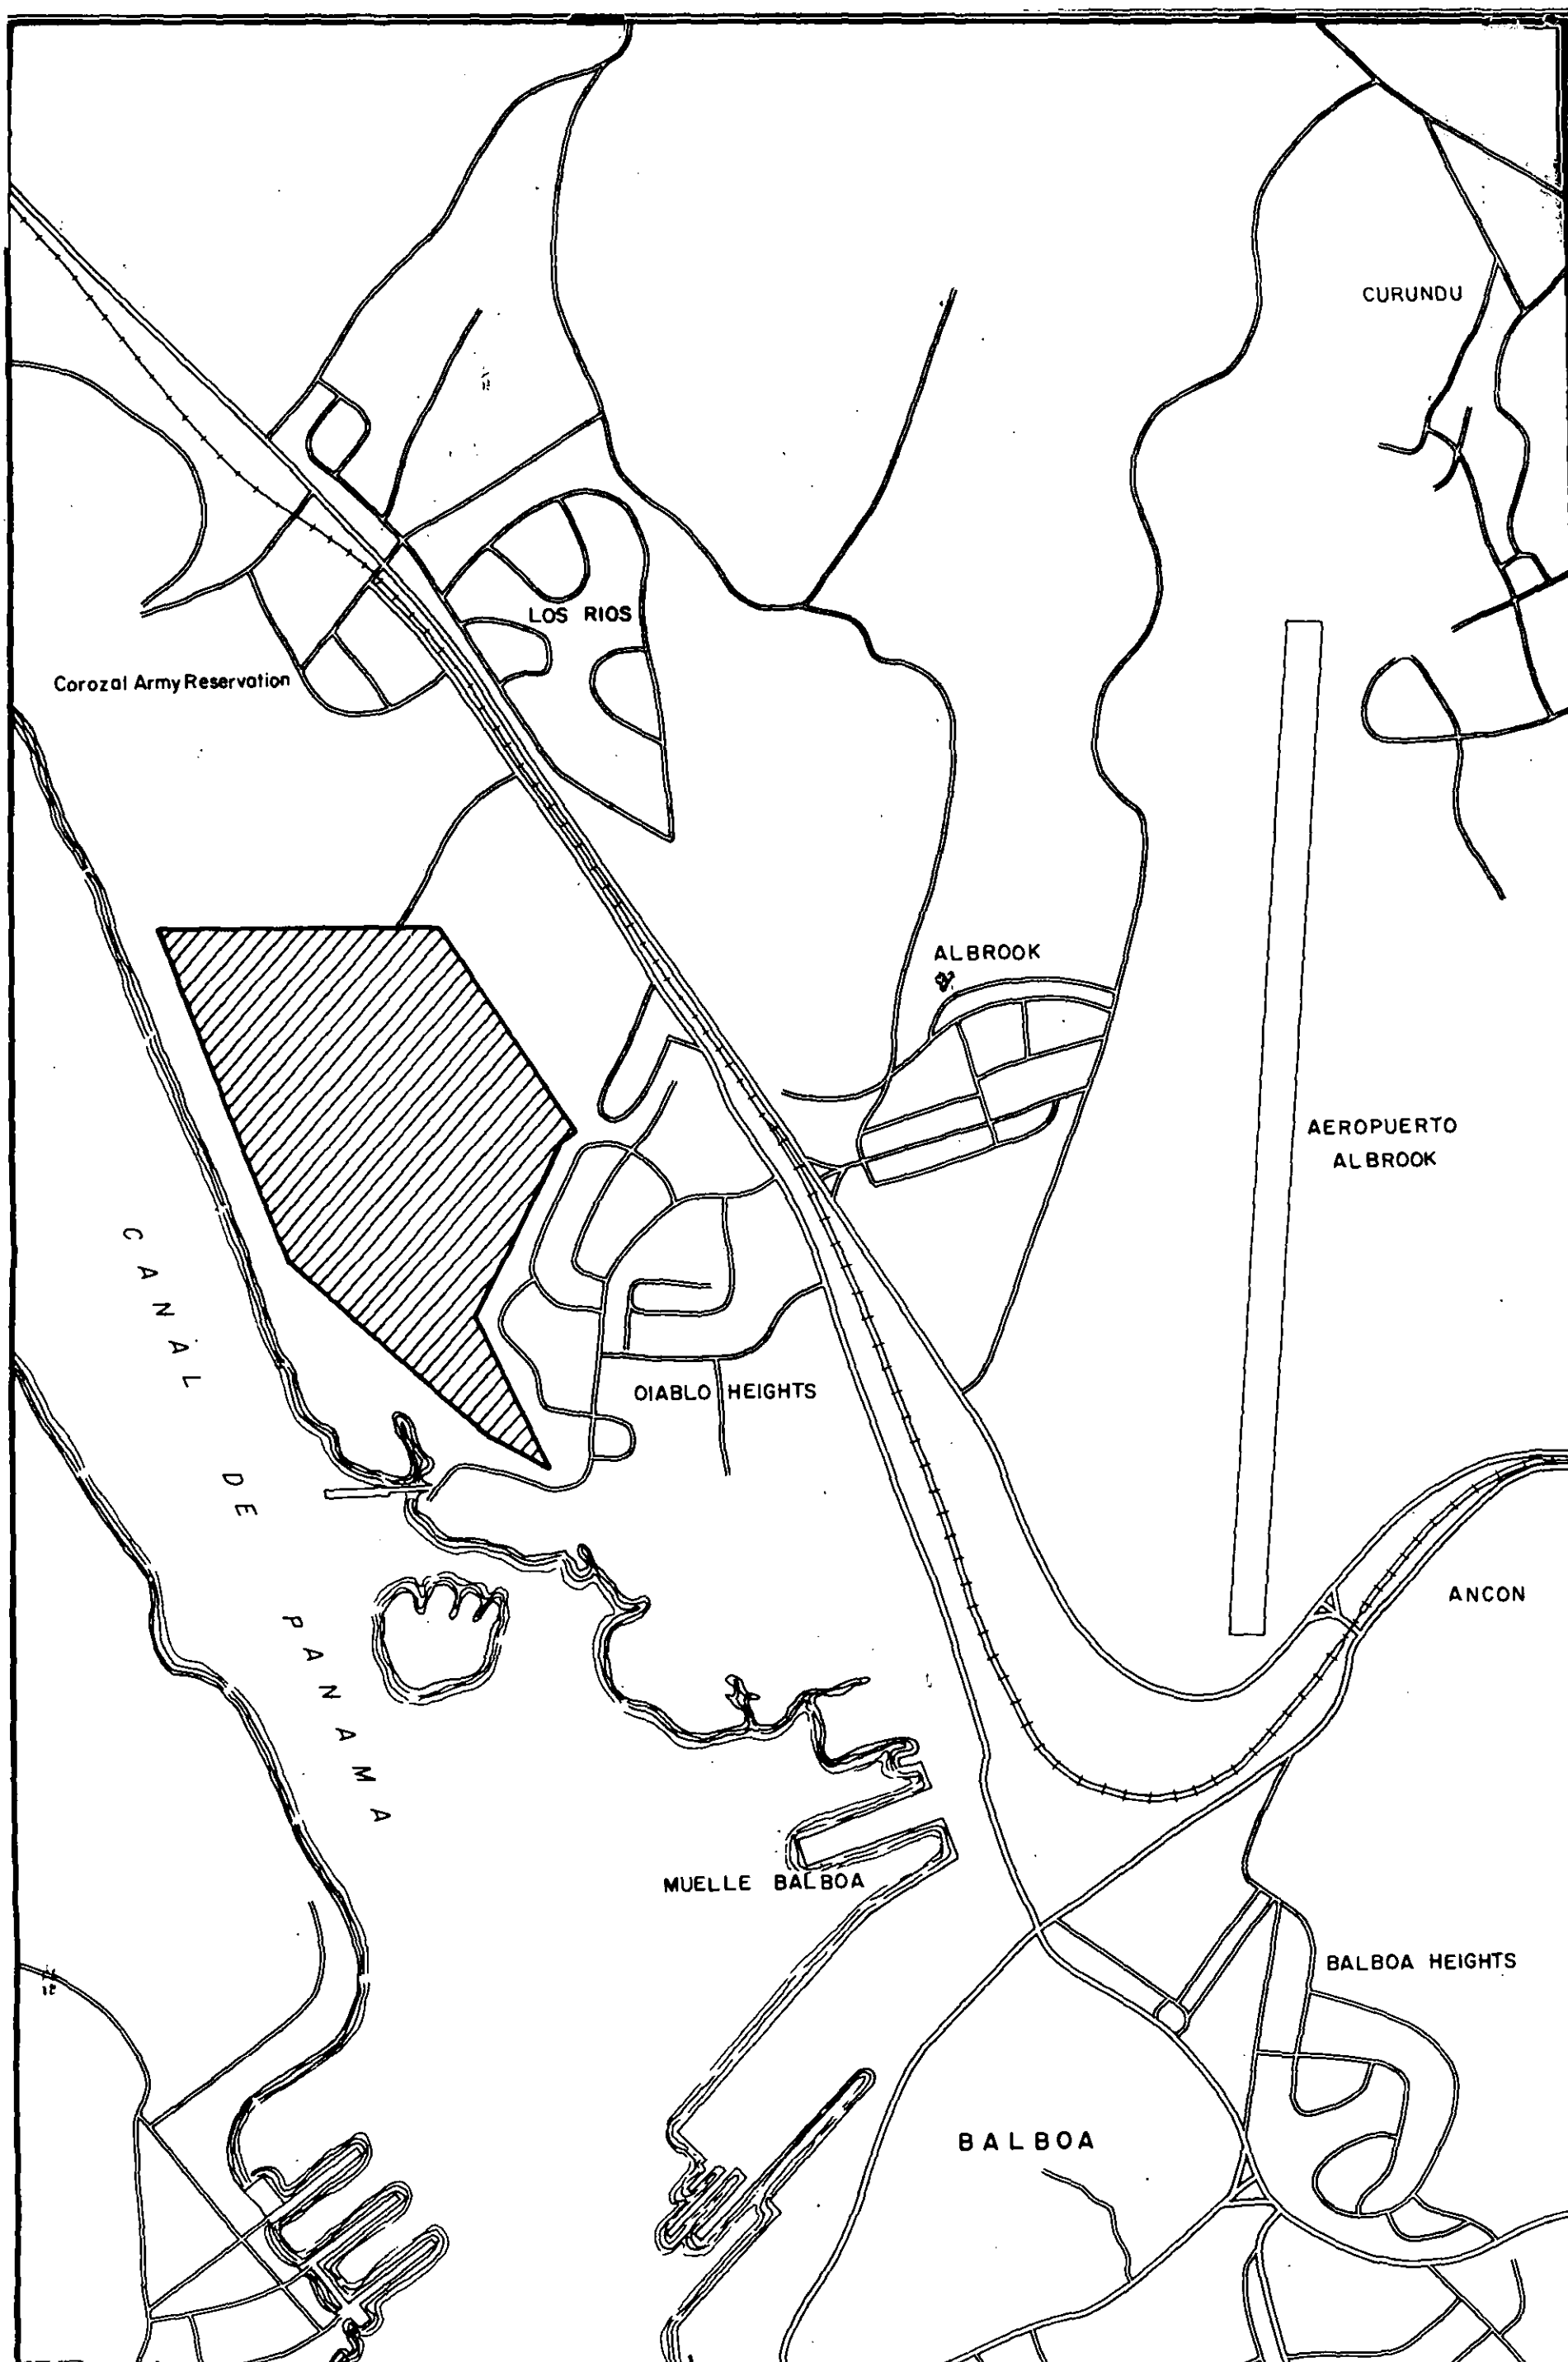 CURUNDU
LOS RIOS
Corozal Army Reservation
ALBROOK
AEROPUERTO
ALBROOK
CANAL DE PANAMA
DIABLO HEIGHTS
ANCON
MUELLE BALBOA
BALBOA HEIGHTS
BALBOA